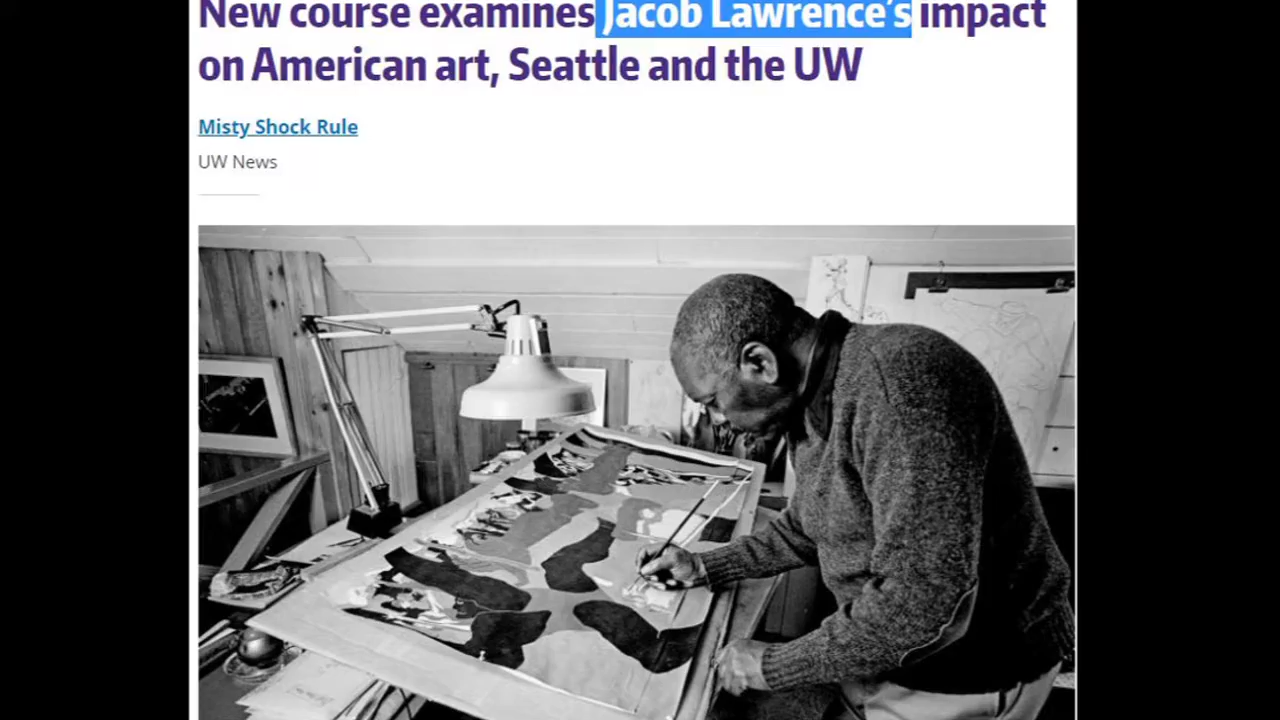 New course examines Jacob Lawrence's impact
on American art, Seattle and the UW
Misty Shock Rule
UW News